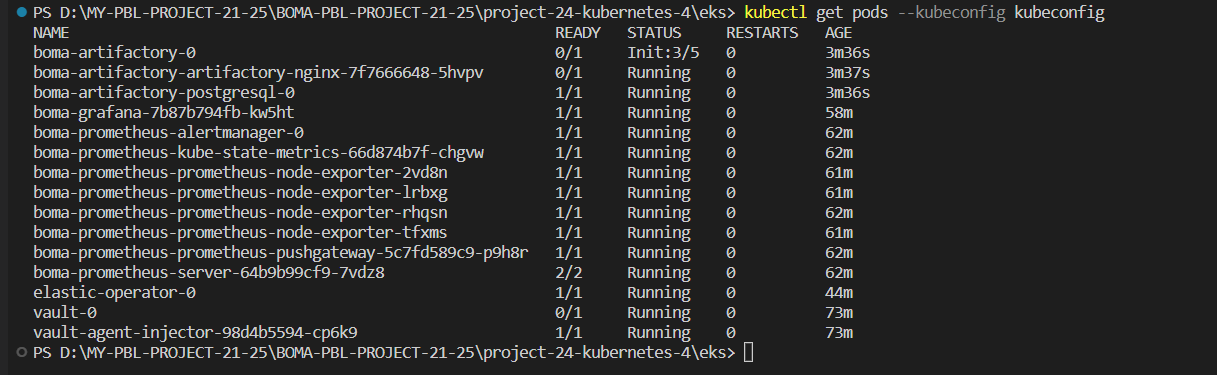 PS D:\MY-PBL-PROJECT-21-25\BOMA-PBL-PROJECT-21-25\project-24-kubernetes-4\eks> kubectl get pods --kubeconfig kubeconfig
NAME READY STATUS RESTARTS AGE
boma-artifactory-0 0/1 Init:3/5 0 3m36s
boma-artifactory-artifactory-nginx-7f7666648-5hvpv 0/1 Running 0 3m37s
boma-artifactory-postgresql-0 1/1 Running 0 3m36s
boma-grafana-7b87b794fb-kw5ht 1/1 Running 0 58m
boma-prometheus-alertmanager-0 1/1 Running 0 62m
boma-prometheus-kube-state-metrics-66d874b7f-chgvw 1/1 Running 0 62m
boma-prometheus-prometheus-node-exporter-2vd8n 1/1 Running 0 61m
boma-prometheus-prometheus-node-exporter-lrbxg 1/1 Running 0 61m
boma-prometheus-prometheus-node-exporter-rhqsn 1/1 Running 0 62m
boma-prometheus-prometheus-node-exporter-tfxms 1/1 Running 0 61m
boma-prometheus-prometheus-pushgateway-5c7fd589c9-p9h8r 1/1 Running 0 62m
boma-prometheus-server-64b9b99cf9-7vdz8 2/2 Running 0 62m
elastic-operator-0 1/1 Running 0 44m
vault-0 0/1 Running 0 73m
vault-agent-injector-98d4b5594-cp6k9 1/1 Running 0 73m
PS D:\MY-PBL-PROJECT-21-25\BOMA-PBL-PROJECT-21-25\project-24-kubernetes-4\eks>